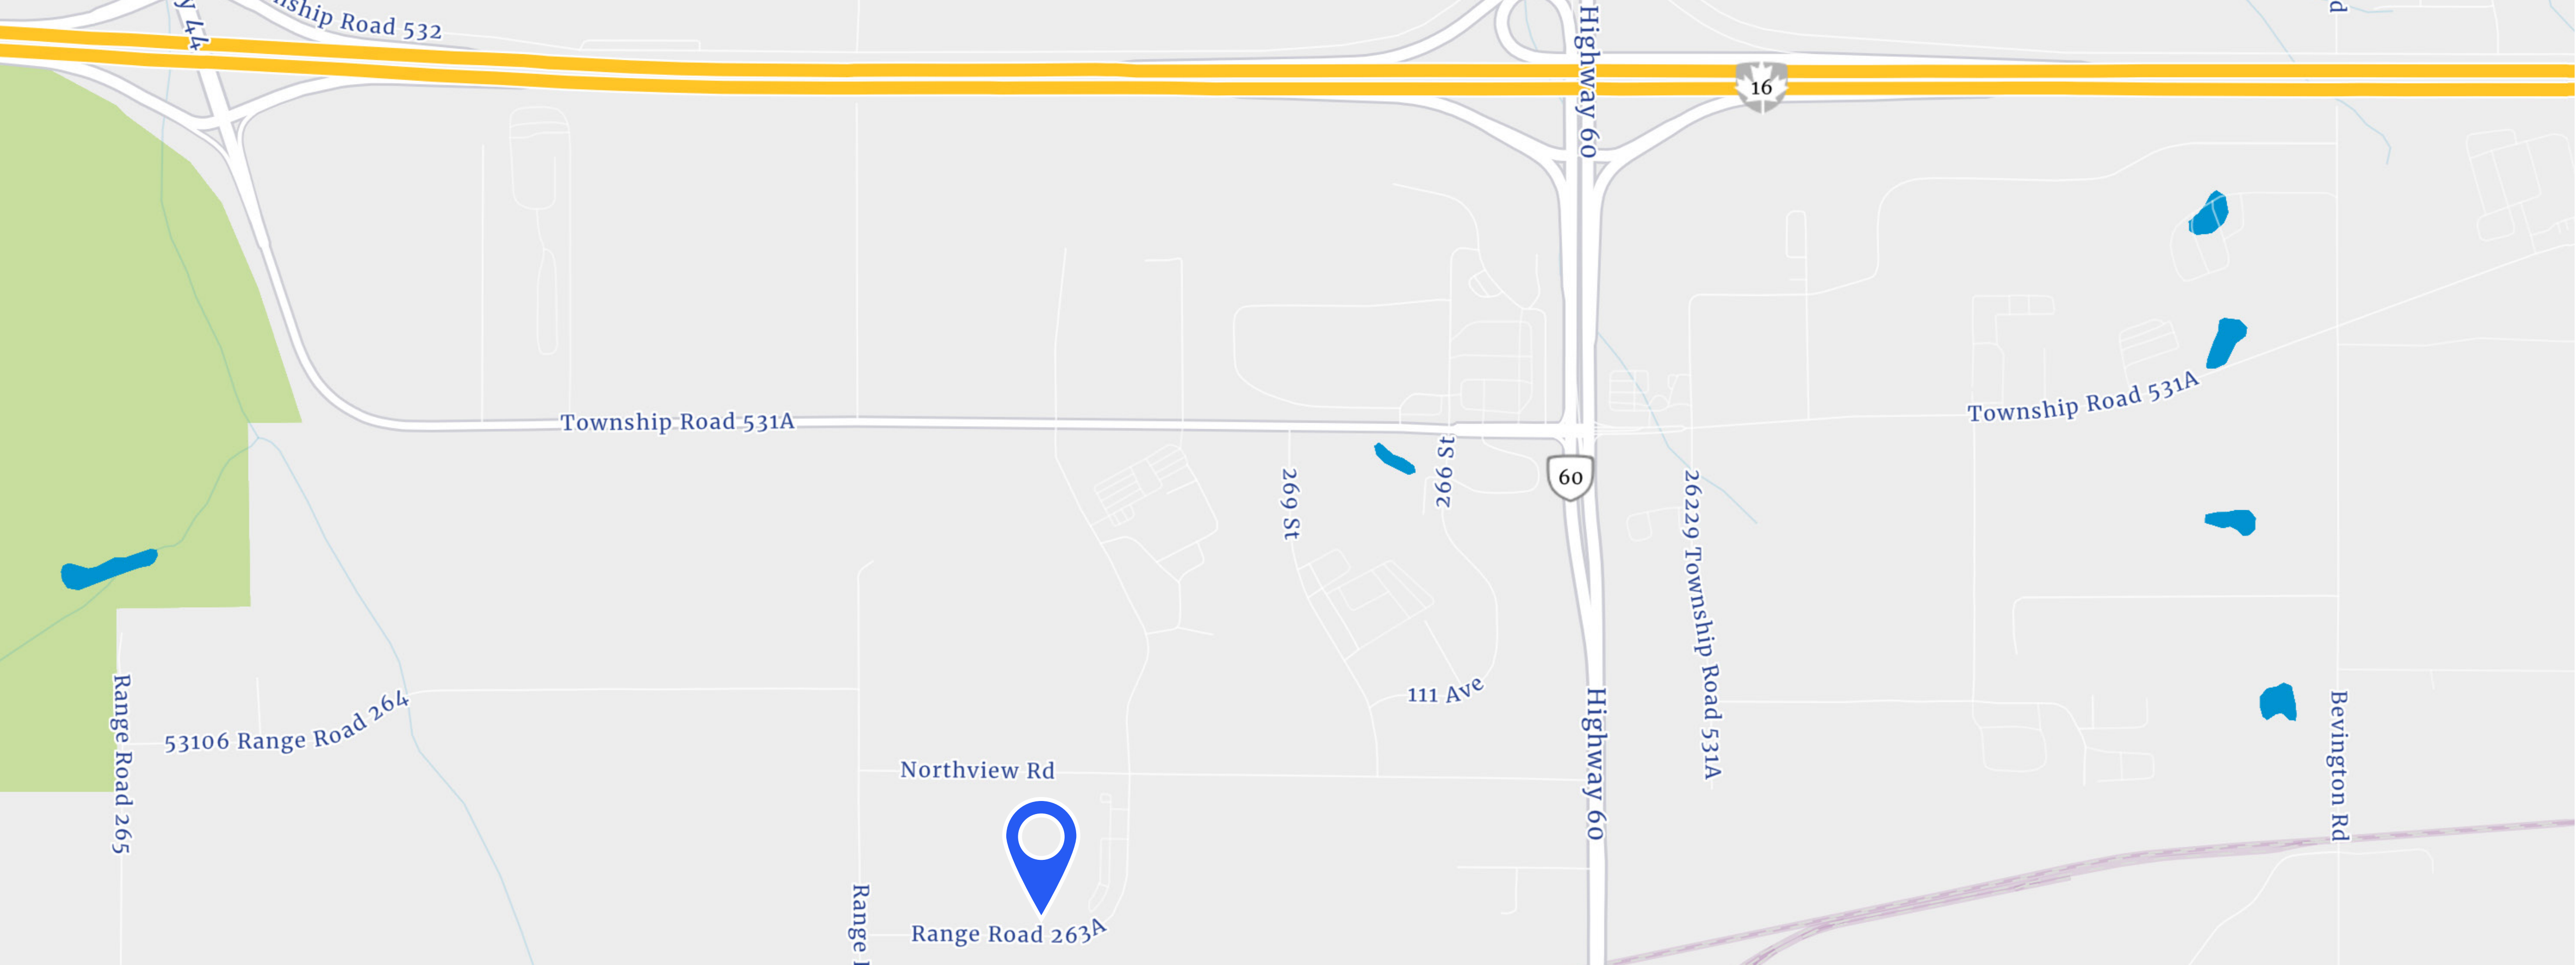 Road 532
44
Highway 60
16
Township Road 531A
Township Road 531A
269 St
266 St
60
26229 Township Road 531A
111 Ave
Range Road 265
53106 Range Road 264
Highway 60
Bevington Rd
Northview Rd
Range
Range Road 263A